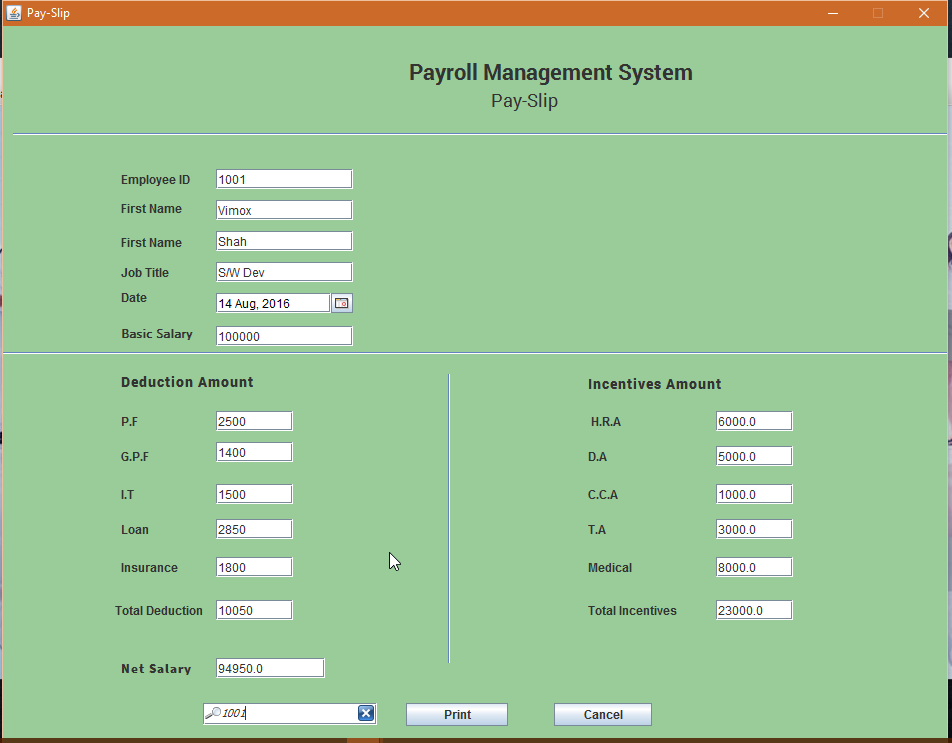 Pay-Slip
Payroll Management System
Pay-Slip
Employee ID 1001
First Name Vimox
First Name Shah
Job Title S/W Dev
Date 14 Aug, 2016
Basic Salary 100000
Deduction Amount
P.F 2500
G.P.F 1400
I.T 1500
Loan 2850
Insurance 1800
Total Deduction 10050
Incentives Amount
H.R.A 6000.0
D.A 5000.0
C.C.A 1000.0
T.A 3000.0
Medical 8000.0
Total Incentives 23000.0
Net Salary 94950.0
1001
Print
Cancel